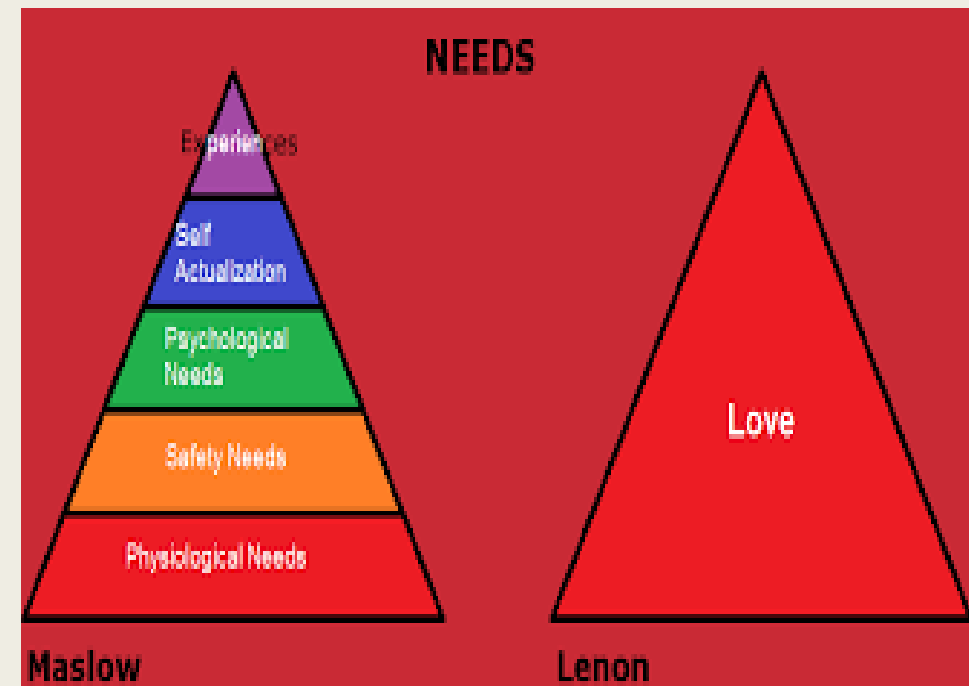 NEEDS
Experiences
Self
Actualization
Psychological
Needs
Safety Needs
Physiological Needs
Love
Maslow
Lenon